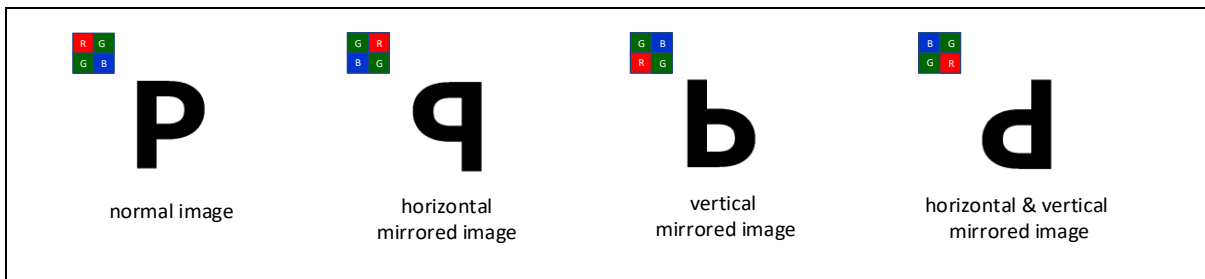 R G
G B
P
normal image
G R
B G
P
horizontal
mirrored image
G B
R G
P
vertical
mirrored image
B G
G R
P
horizontal & vertical
mirrored image